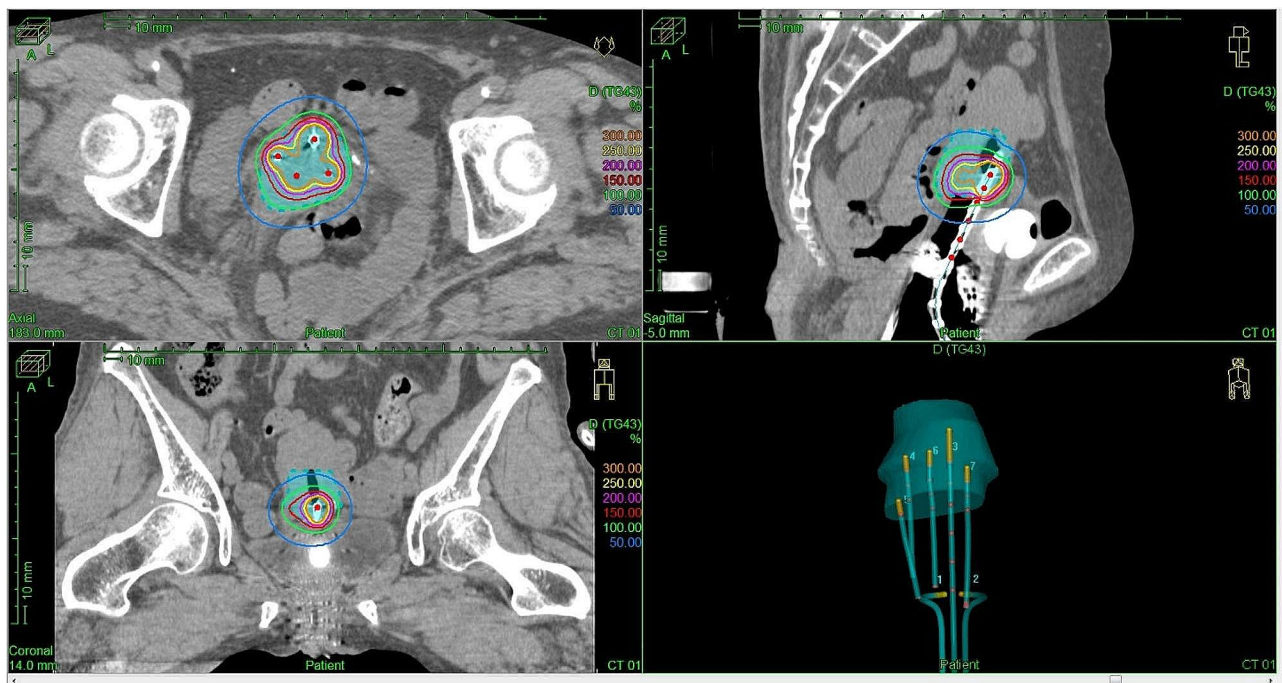 10 mm
A
L
D (TG43)
%
300.00
250.00
200.00
150.00
100.00
50.00
10 mm
Axial
183.0 mm
Patient
CT 01
10 mm
A
L
D (TG43)
%
300.00
250.00
200.00
150.00
100.00
50.00
10 mm
Sagittal
-5.0 mm
Patient
CT 01
10 mm
A
L
D (TG43)
%
300.00
250.00
200.00
150.00
100.00
50.00
10 mm
Coronal
14.0 mm
Patient
CT 01
D (TG43)
4
6
3
7
1
2
Patient
CT 01